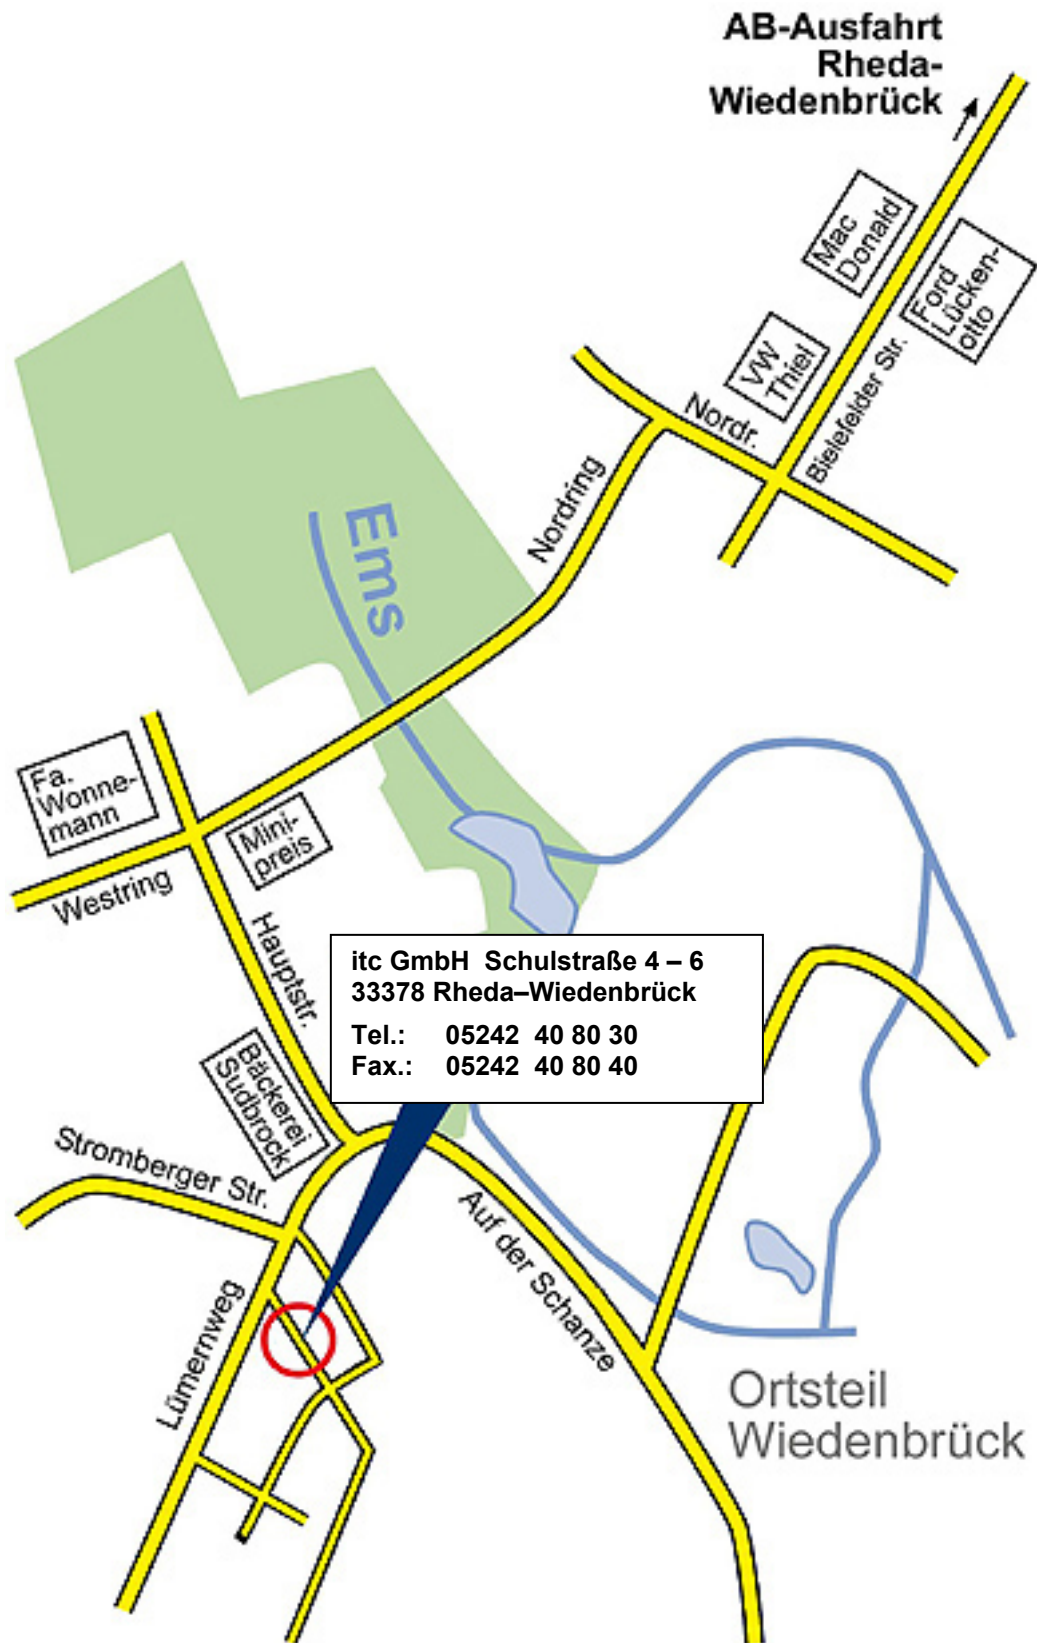 AB-Ausfahrt
Rheda-
Wiedenbrück
Mac
Donald
Ford
Lücken-
otto
VW
Thiel
Bielefelder Str.
Nordr.
Nordring
Ems
Fa.
Wonne-
mann
Mini-
preis
Westring
Hauptstr.
itc GmbH Schulstraße 4 – 6
33378 Rheda–Wiedenbrück
Tel.: 05242 40 80 30
Fax.: 05242 40 80 40
Bäckerei
Sudbrock
Stromberger Str.
Auf der Schanze
Lümernweg
Ortsteil
Wiedenbrück